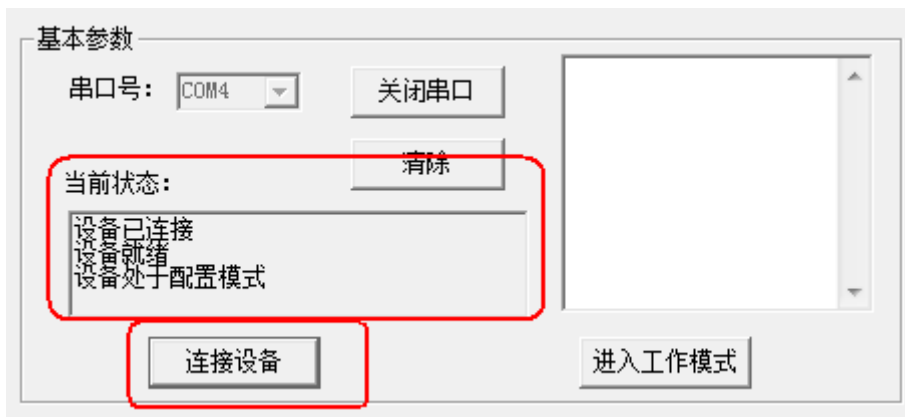 基本参数
串口号：
COM4
关闭串口
清除
当前状态：
设备已连接
设备就绪
设备处于配置模式
连接设备
进入工作模式